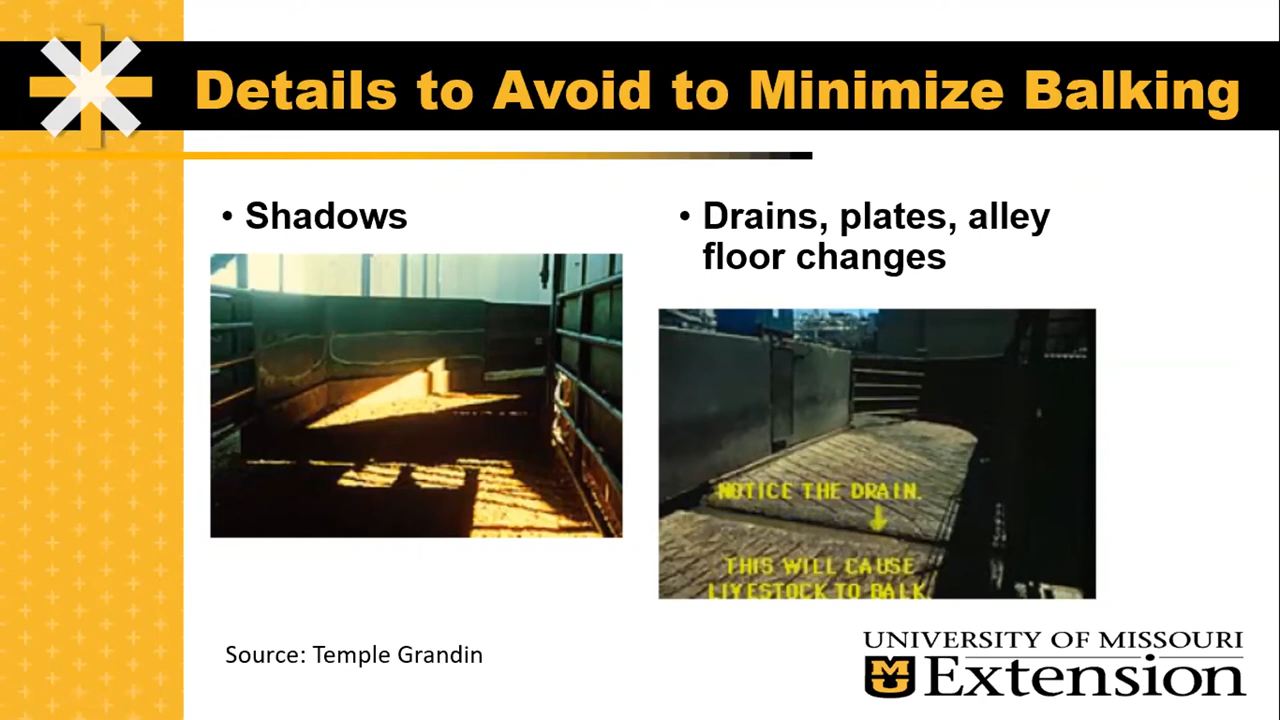 Details to Avoid to Minimize Balking
• Shadows
• Drains, plates, alley
floor changes
NOTICE THE DRAIN.
THIS WILL CAUSE
LIVESTOCK TO BALK.
Source: Temple Grandin
UNIVERSITY OF MISSOURI
MU Extension